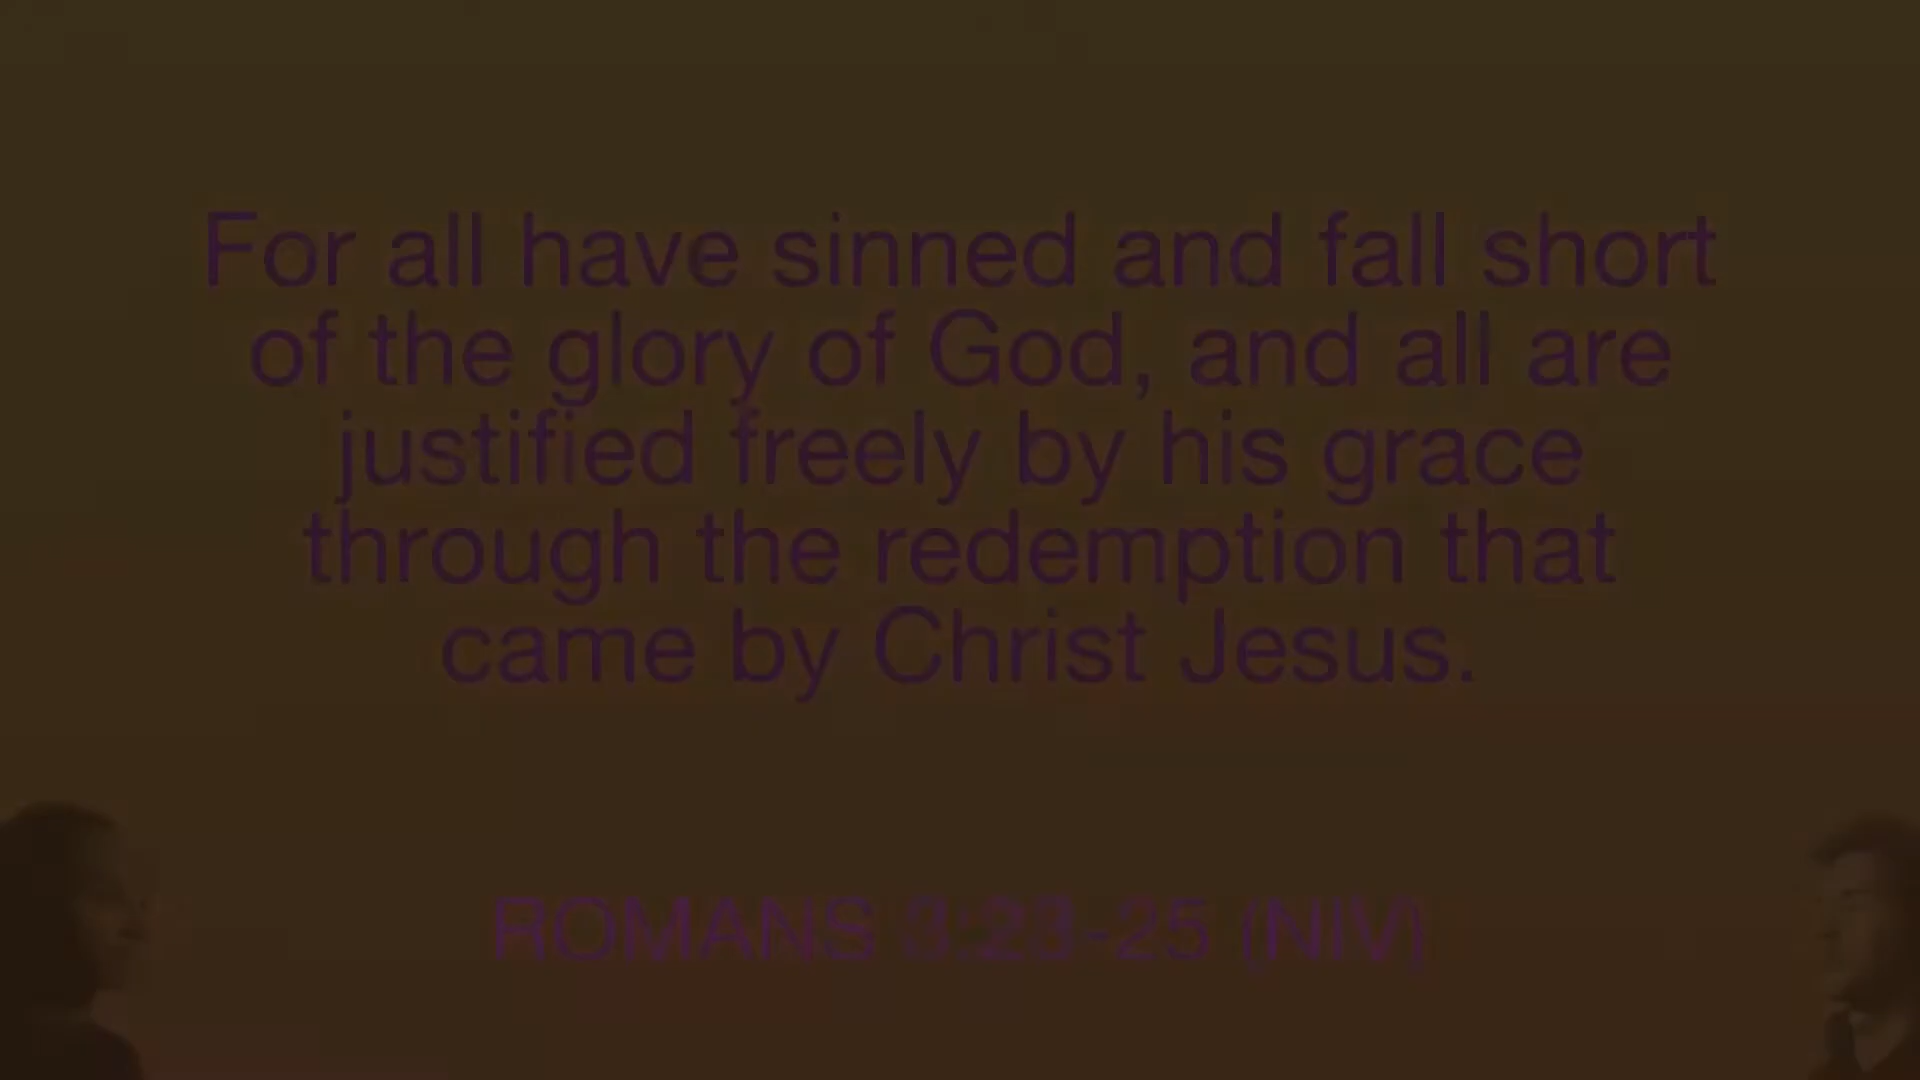 For all have sinned and fall short
of the glory of God, and all are
justified freely by his grace
through the redemption that
came by Christ Jesus.
ROMANS 3:23-25 (NIV)